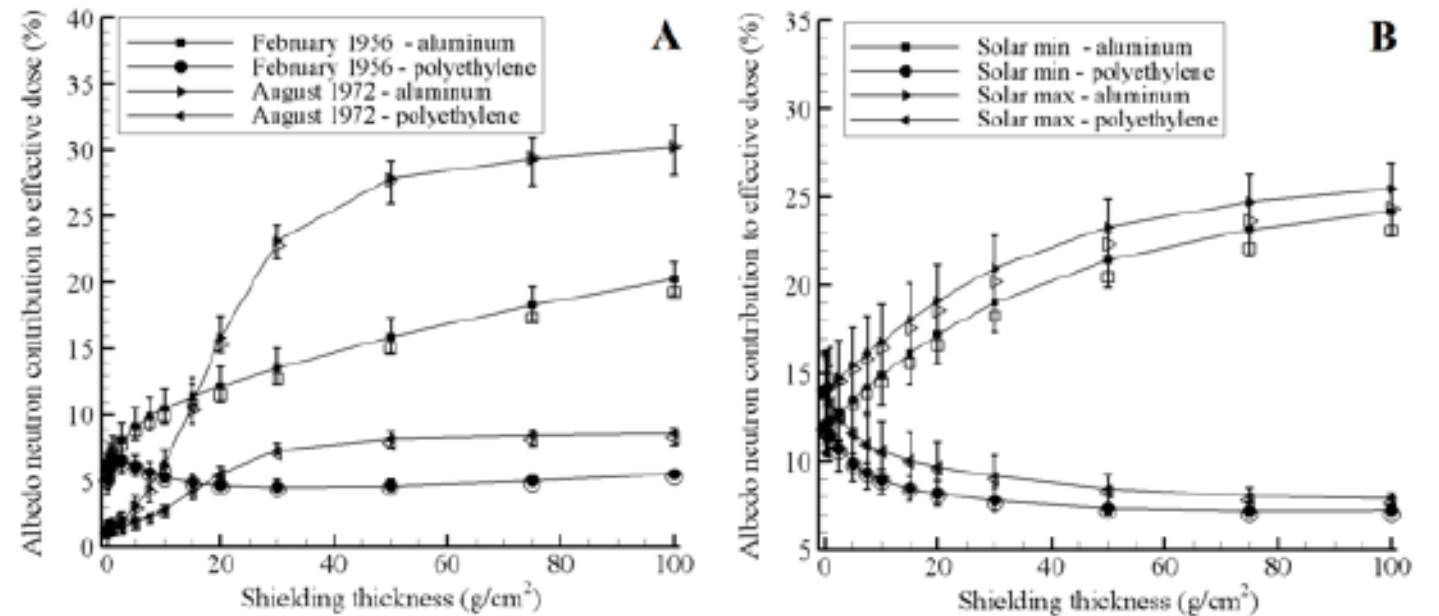 Albedo neutron contribution to effective dose (%)
40
35
30
25
20
15
10
5
0
February 1956 - aluminum
February 1956 - polyethylene
August 1972 - aluminum
August 1972 - polyethylene
A
0 20 40 60 80 100
Shielding thickness (g/cm²)
Albedo neutron contribution to effective dose (%)
35
30
25
20
15
10
5
Solar min - aluminum
Solar min - polyethylene
Solar max - aluminum
Solar max - polyethylene
B
0 20 40 60 80 100
Shielding thickness (g/cm²)